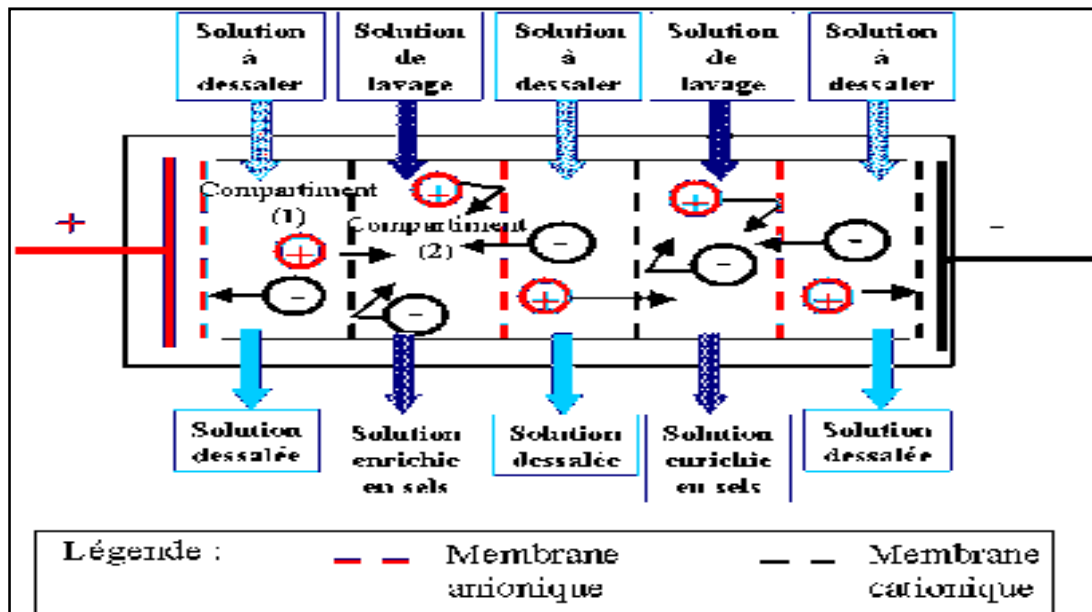 Solution
à
dessaler
Solution
de
lavage
Solution
à
dessaler
Solution
de
lavage
Solution
à
dessaler
+
-
Compartiment
(1)
Compartiment
(2)
+
+
-
+
-
-
-
+
-
+
Solution
dessalée
Solution
enrichie
en sels
Solution
dessalée
Solution
enrichie
en sels
Solution
dessalée
Légende :
Membrane
anionique
Membrane
cationique